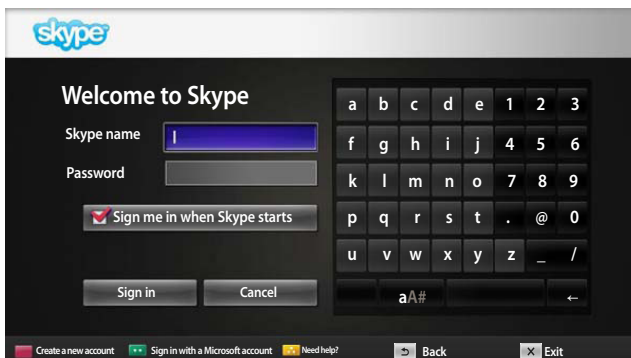 skype
Welcome to Skype
Skype name
Password
Sign me in when Skype starts
Sign in Cancel
a b c d e 1 2 3
f g h i j 4 5 6
k l m n o 7 8 9
p q r s t . @ 0
u v w x y z _ /
aA# ←
Create a new account Sign in with a Microsoft account Need help? Back X Exit